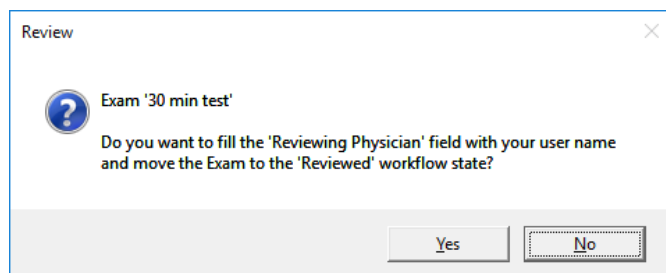 Review
Exam '30 min test'
Do you want to fill the 'Reviewing Physician' field with your user name
and move the Exam to the 'Reviewed' workflow state?
Yes
No